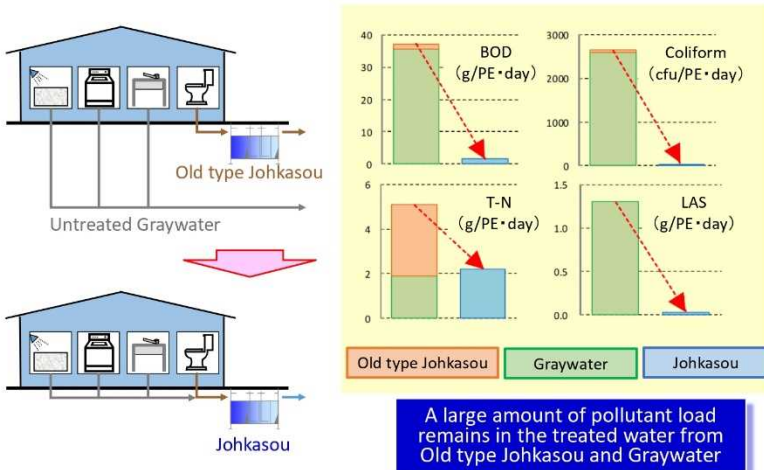 Old type Johkasou
Untreated Graywater
Johkasou
BOD
(g/PE・day)
40
30
20
10
0
Coliform
(cfu/PE・day)
3000
2000
1000
0
T-N
(g/PE・day)
6
4
2
0
LAS
(g/PE・day)
1.5
1.0
0.5
0.0
Old type Johkasou
Graywater
Johkasou
A large amount of pollutant load
remains in the treated water from
Old type Johkasou and Graywater